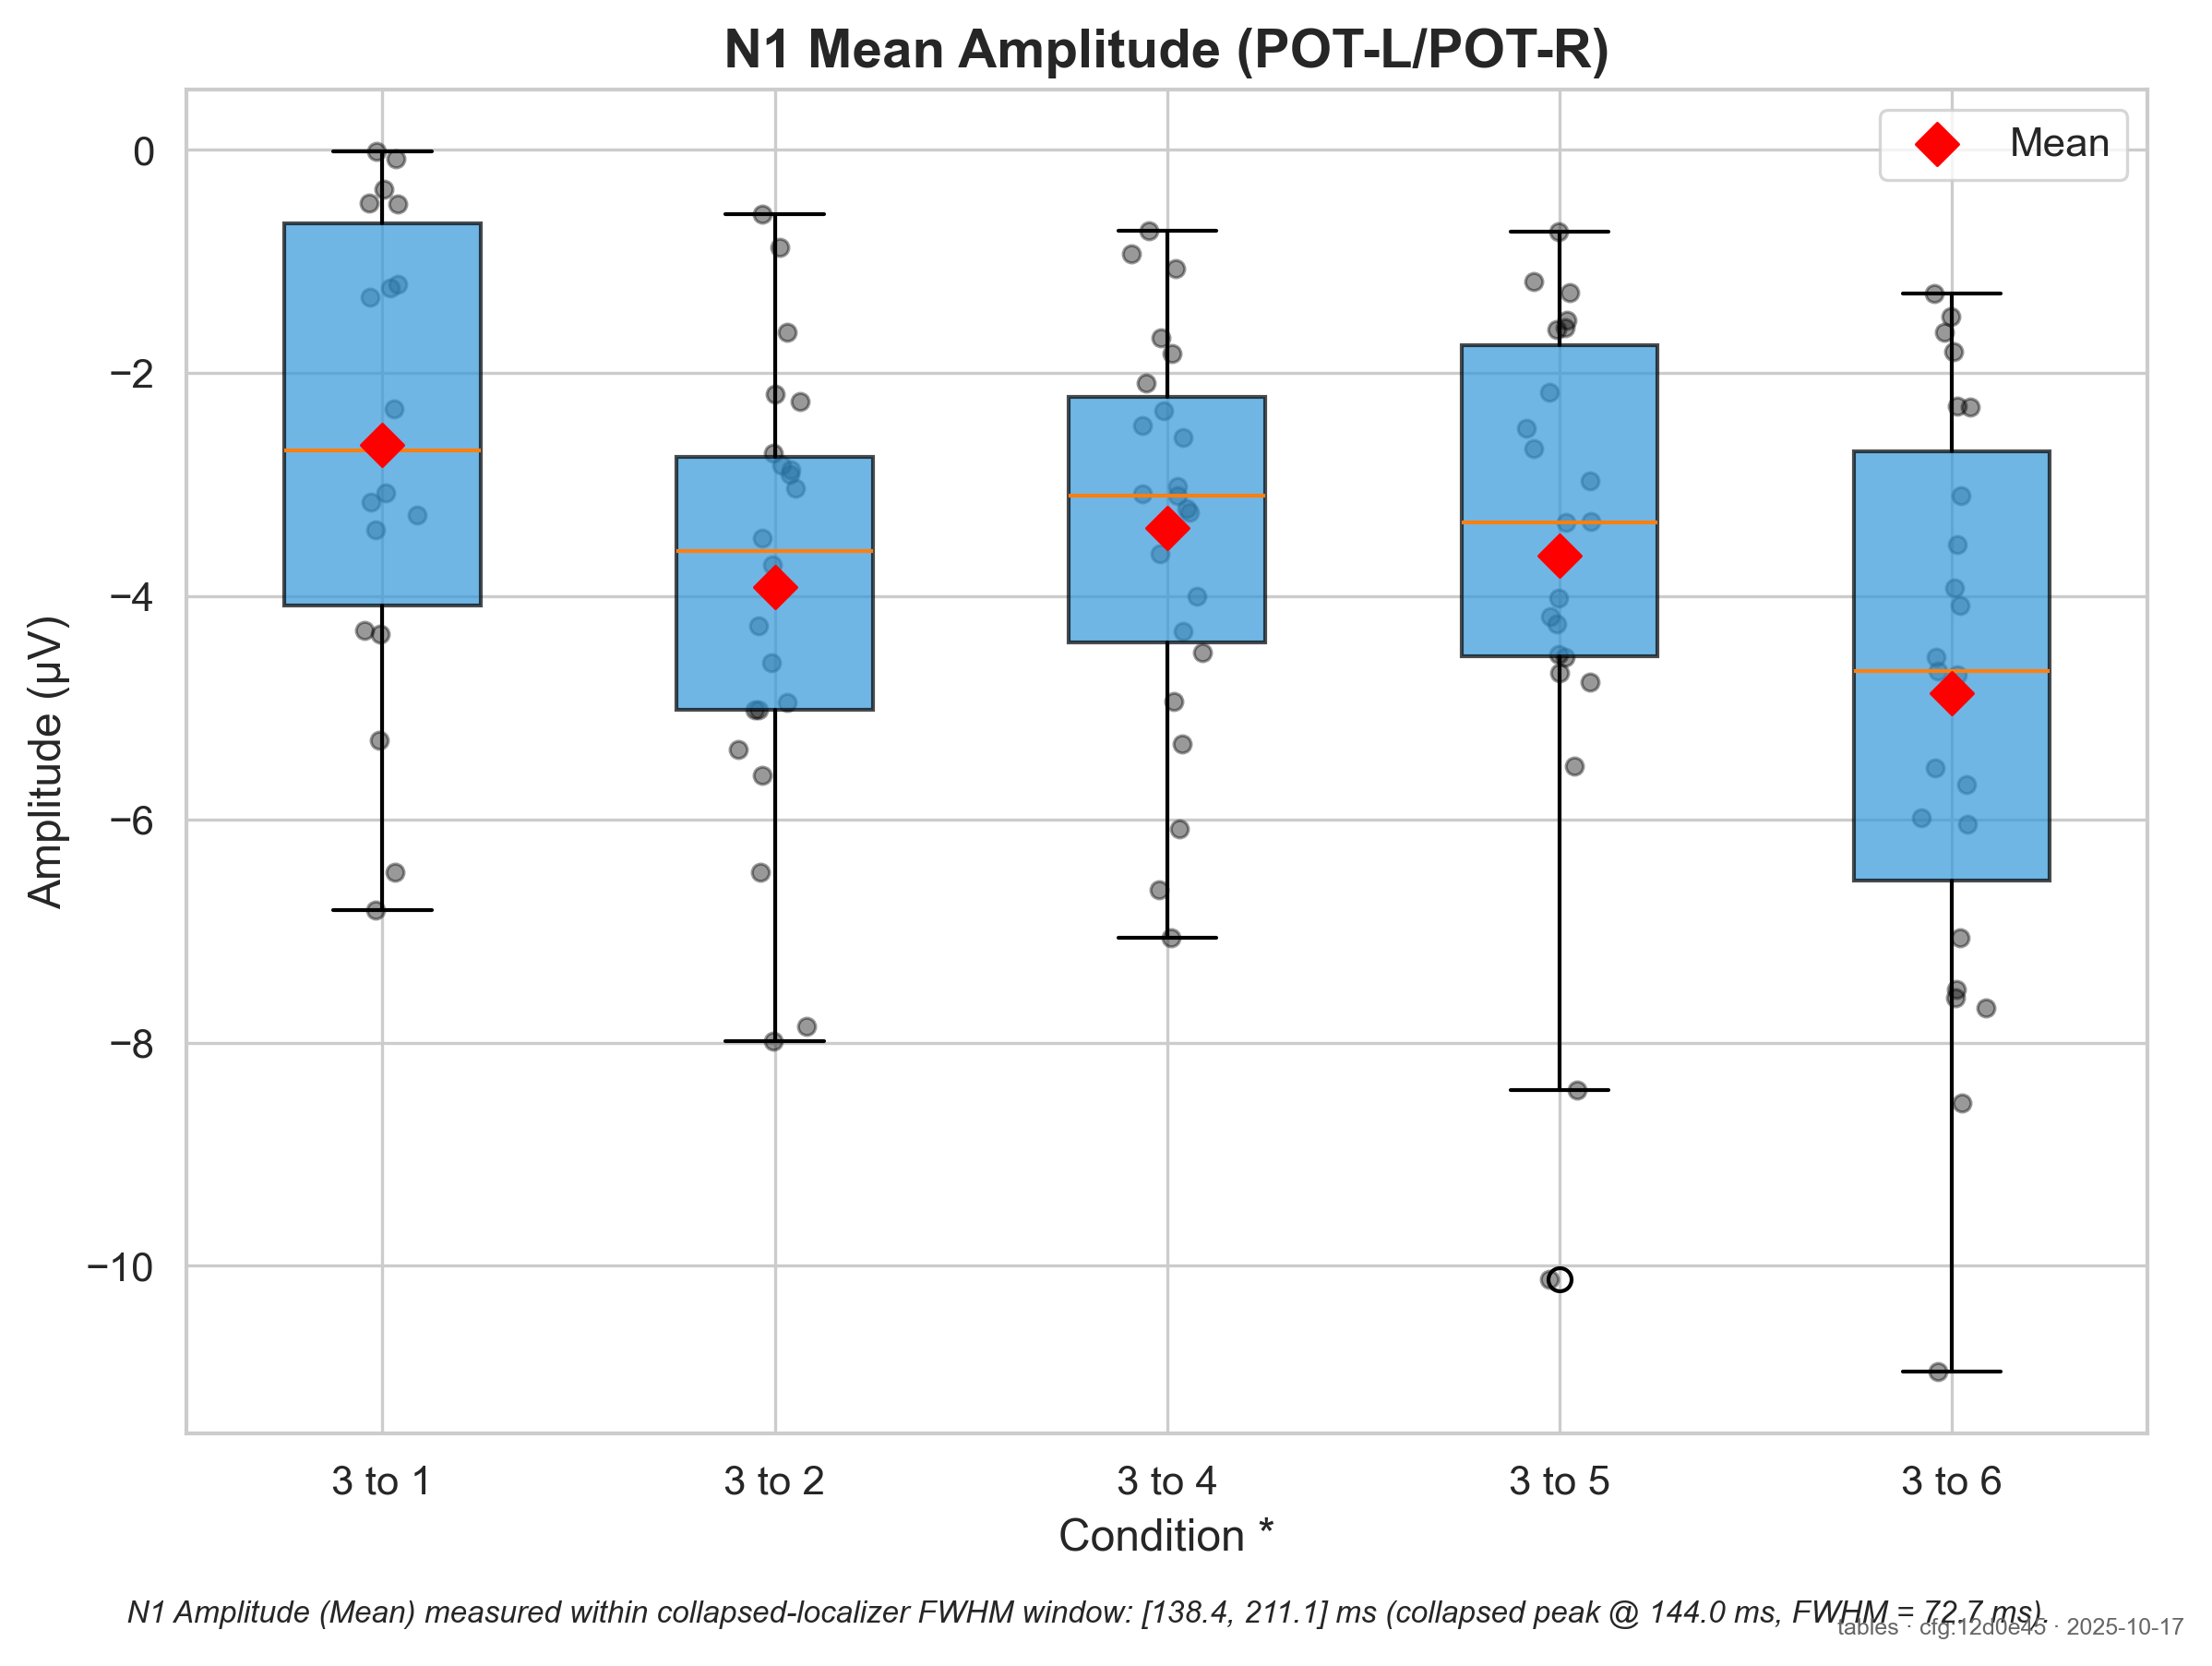 N1 Mean Amplitude (POT-L/POT-R)
Mean
Amplitude (µV)
0
−2
−4
−6
−8
−10
3 to 1
3 to 2
3 to 4
3 to 5
3 to 6
Condition *
N1 Amplitude (Mean) measured within collapsed-localizer FWHM window: [138.4, 211.1] ms (collapsed peak @ 144.0 ms, FWHM = 72.7 ms).
tables · cfg:12d0e45 · 2025-10-17